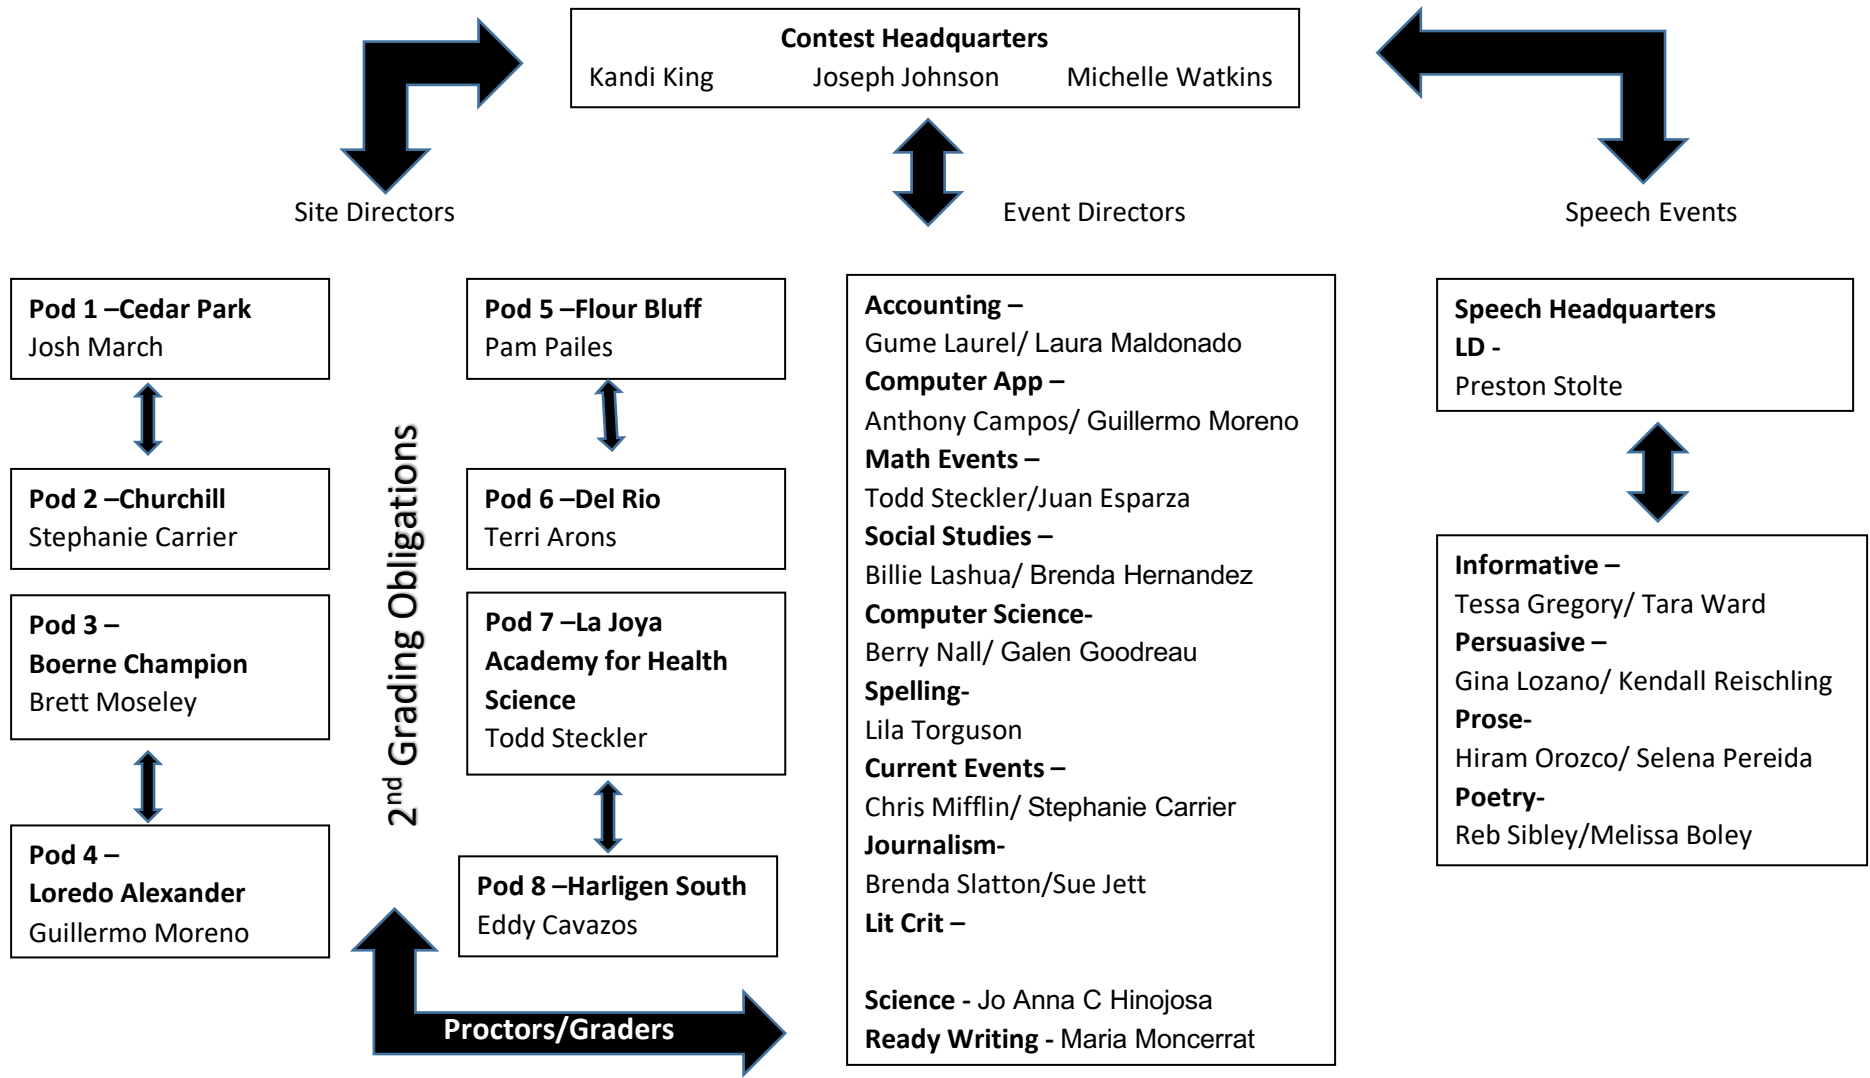 Contest Headquarters
Kandi King Joseph Johnson Michelle Watkins
Site Directors
Event Directors
Speech Events
Pod 1 –Cedar Park
Josh March
Pod 2 –Churchill
Stephanie Carrier
Pod 3 –
Boerne Champion
Brett Moseley
Pod 4 –
Loredo Alexander
Guillermo Moreno
2nd Grading Obligations
Pod 5 –Flour Bluff
Pam Pailes
Pod 6 –Del Rio
Terri Arons
Pod 7 –La Joya
Academy for Health
Science
Todd Steckler
Pod 8 –Harligen South
Eddy Cavazos
Proctors/Graders
Accounting –
Gume Laurel/ Laura Maldonado
Computer App –
Anthony Campos/ Guillermo Moreno
Math Events –
Todd Steckler/Juan Esparza
Social Studies –
Billie Lashua/ Brenda Hernandez
Computer Science-
Berry Nall/ Galen Goodreau
Spelling-
Lila Torguson
Current Events –
Chris Mifflin/ Stephanie Carrier
Journalism-
Brenda Slatton/Sue Jett
Lit Crit –
Science - Jo Anna C Hinojosa
Ready Writing - Maria Moncerrat
Speech Headquarters
LD -
Preston Stolte
Informative –
Tessa Gregory/ Tara Ward
Persuasive –
Gina Lozano/ Kendall Reischling
Prose-
Hiram Orozco/ Selena Pereida
Poetry-
Reb Sibley/Melissa Boley